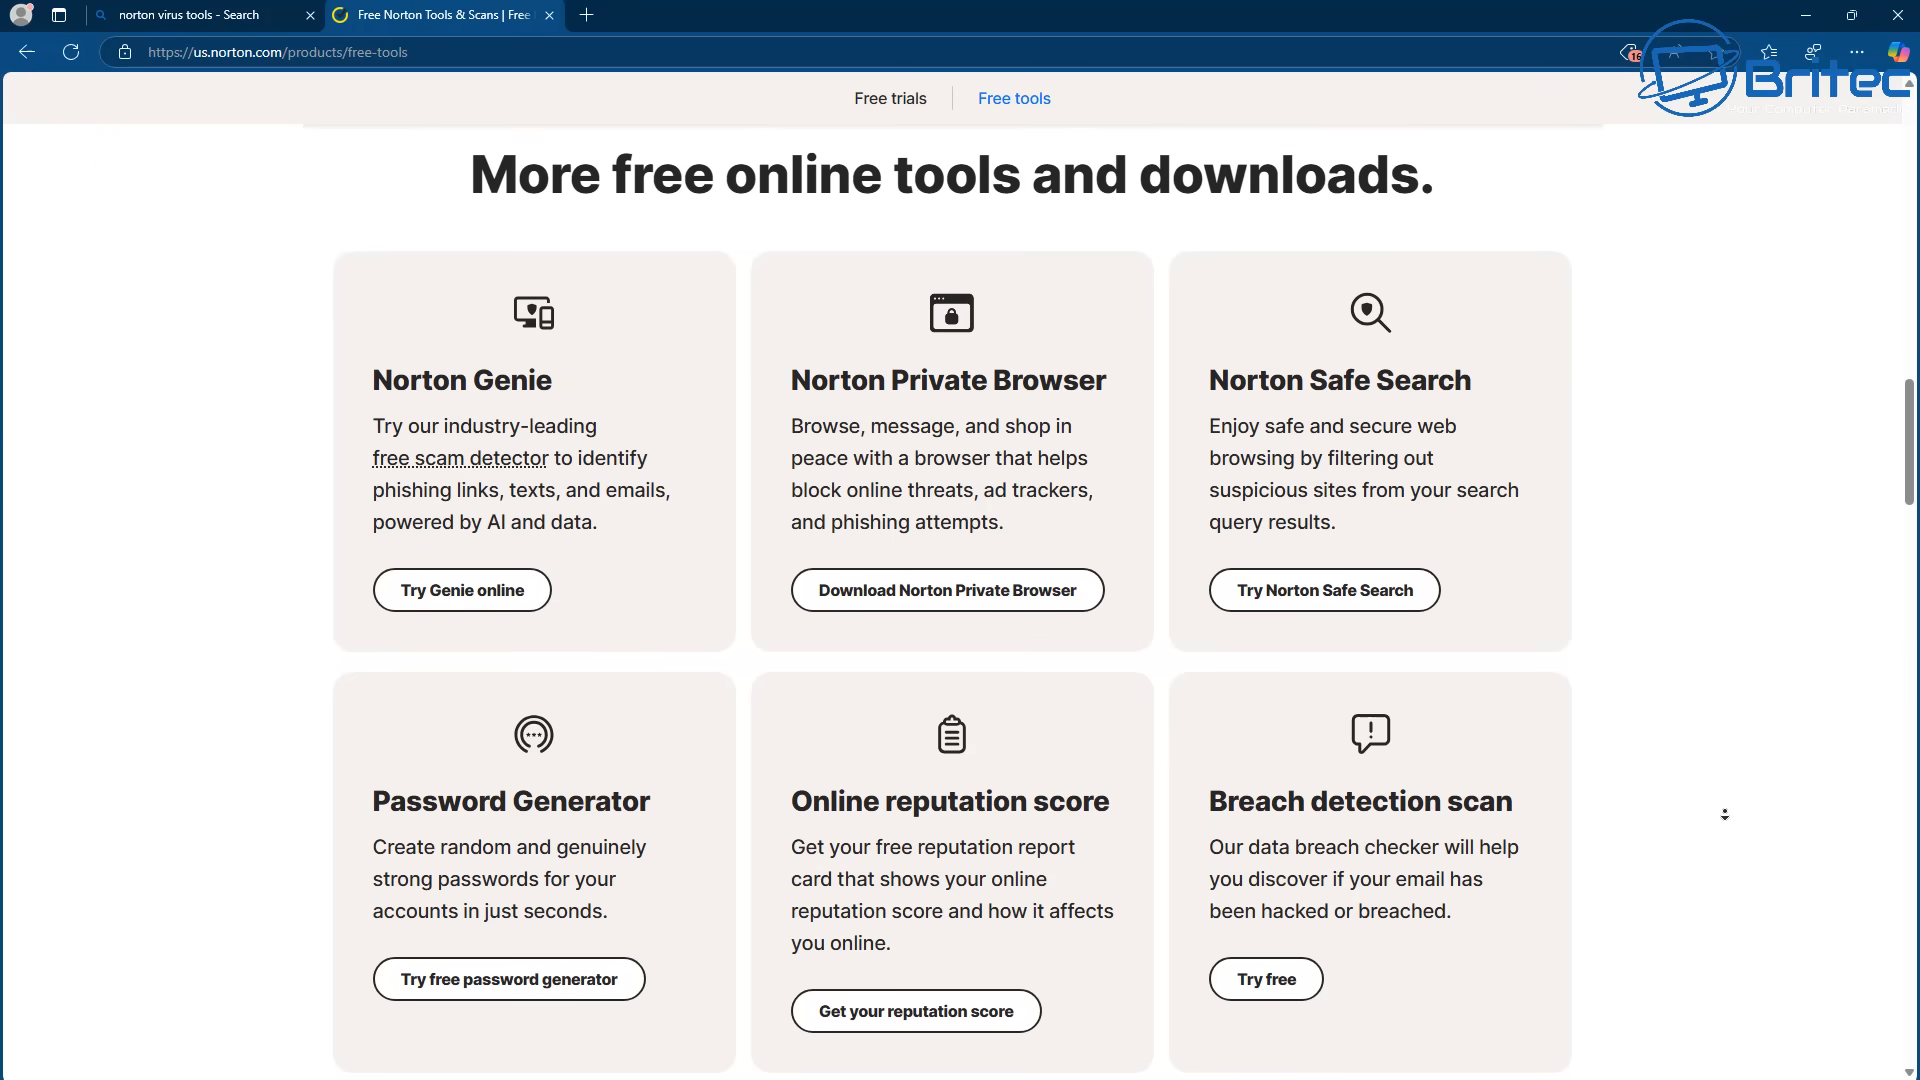 norton virus tools - Search
Free Norton Tools & Scans | Free
https://us.norton.com/products/free-tools
16
Britec
Free trials
Free tools
More free online tools and downloads.
Norton Genie
Try our industry-leading
free scam detector to identify
phishing links, texts, and emails,
powered by AI and data.
Try Genie online
Norton Private Browser
Browse, message, and shop in
peace with a browser that helps
block online threats, ad trackers,
and phishing attempts.
Download Norton Private Browser
Norton Safe Search
Enjoy safe and secure web
browsing by filtering out
suspicious sites from your search
query results.
Try Norton Safe Search
Password Generator
Create random and genuinely
strong passwords for your
accounts in just seconds.
Try free password generator
Online reputation score
Get your free reputation report
card that shows your online
reputation score and how it affects
you online.
Get your reputation score
Breach detection scan
Our data breach checker will help
you discover if your email has
been hacked or breached.
Try free